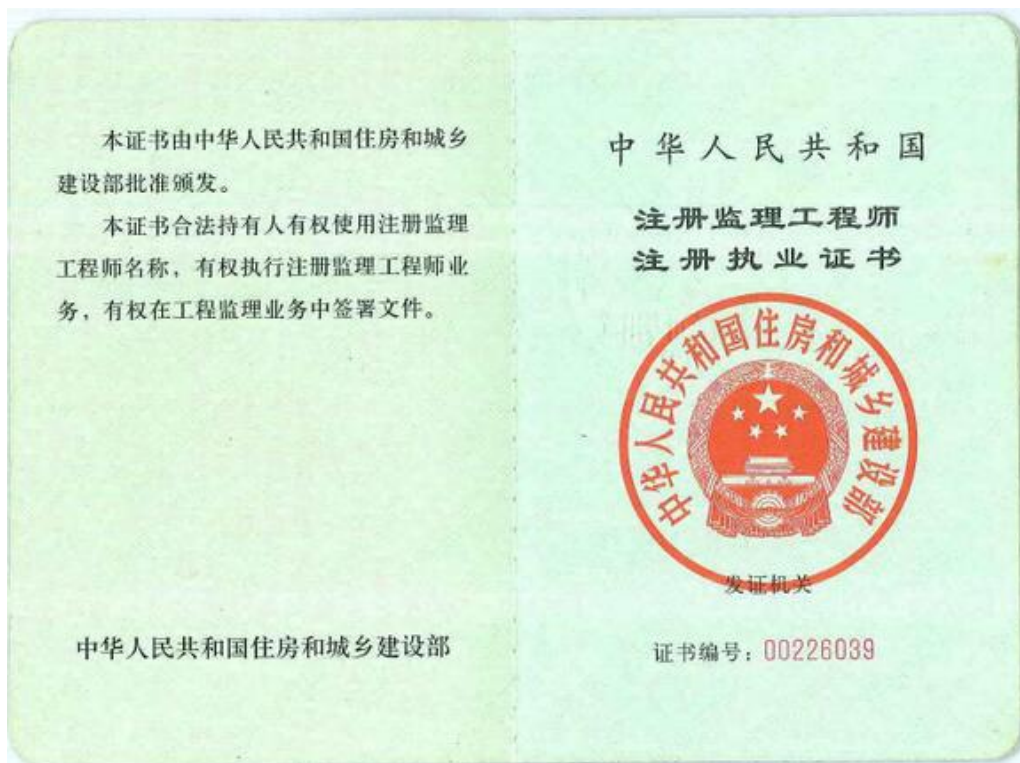 本证书由中华人民共和国住房和城乡
建设部批准颁发。
本证书合法持有人有权使用注册监理
工程师名称，有权执行注册监理工程师业
务，有权在工程监理业务中签署文件。
中华人民共和国住房和城乡建设部
中华人民共和国
注册监理工程师
注册执业证书
中华人民共和国住房和城乡建设部
发证机关
证书编号：00226039